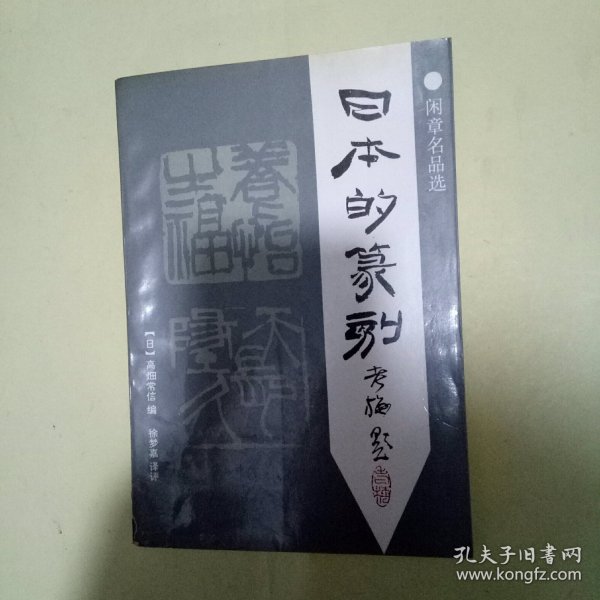 闲章名品选
日本的篆刻
老梅题
【日】高畑常信 编
徐梦嘉 译评
孔夫子旧书网
www.kongfz.com